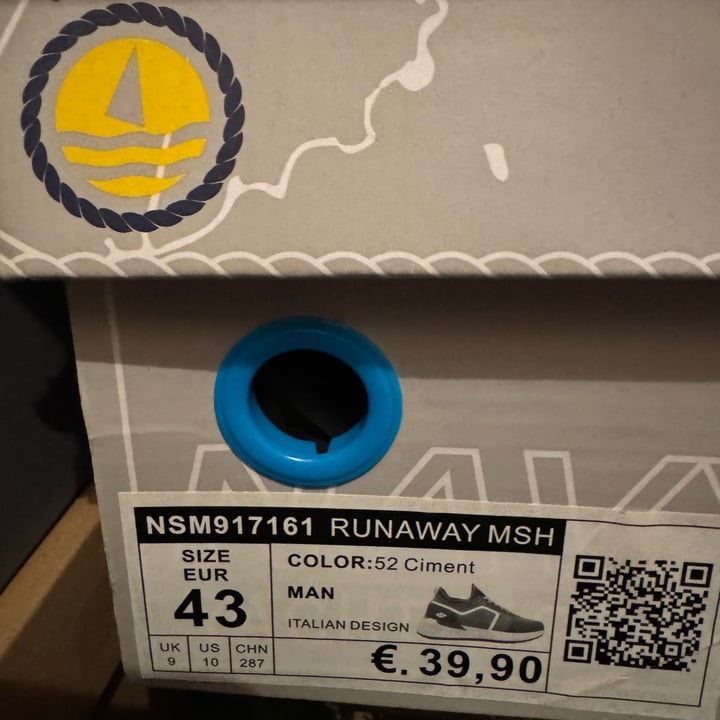 NSM917161 RUNAWAY MSH
SIZE
EUR
43
UK
9
US
10
CHN
287
COLOR:52 Ciment
MAN
ITALIAN DESIGN
€.39,90